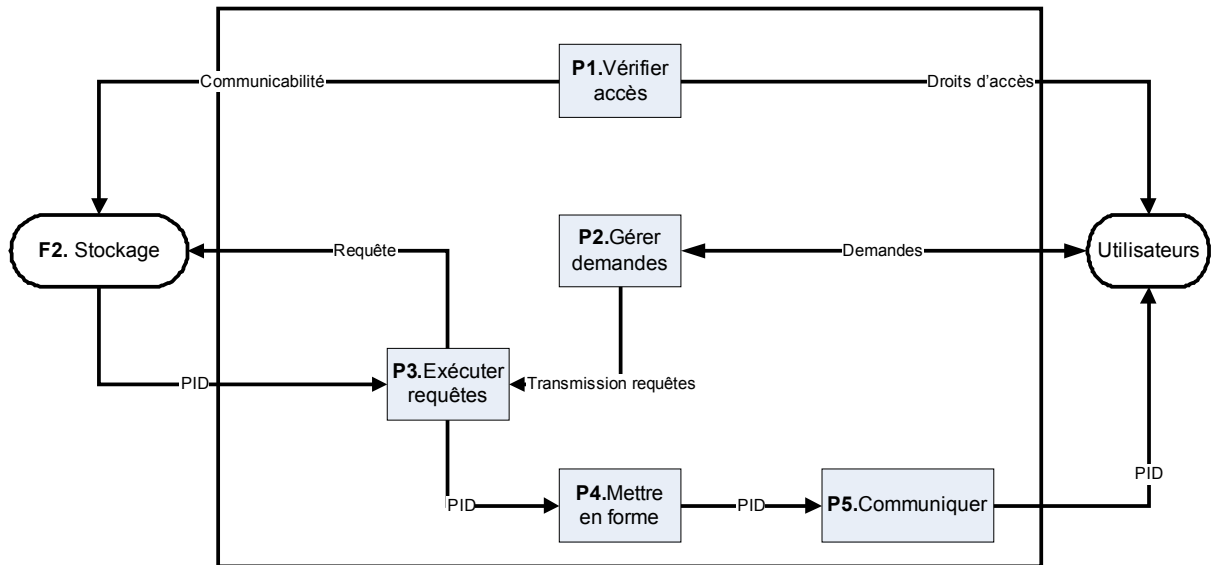 P1.Vérifier
accès
Communicabilité
Droits d'accès
F2. Stockage
Requête
P2.Gérer
demandes
Demandes
Utilisateurs
PID
P3.Exécuter
requêtes
Transmission requêtes
PID
P4.Mettre
en forme
PID
P5.Communiquer
PID